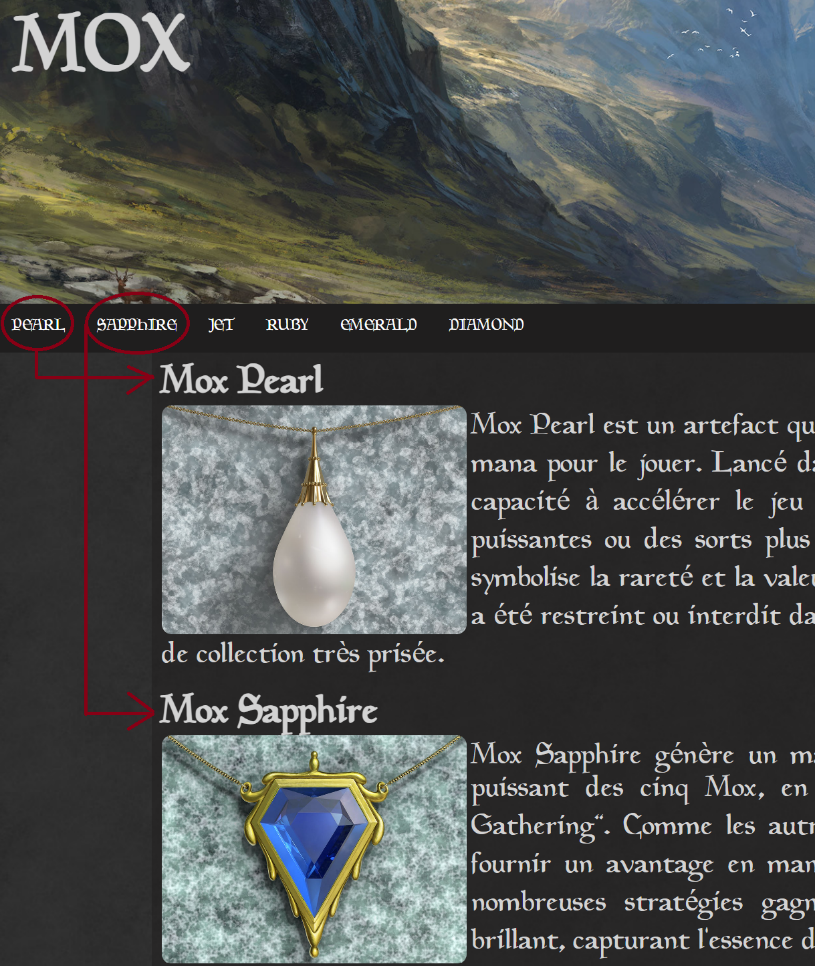 MOX
PEARL SAPPHIRE JET RUBY EMERALD DIAMOND
Mox Pearl
Mox Pearl est un artefact qu
mana pour le jouer. Lancé da
capacité à accélérer le jeu
puissantes ou des sorts plus
symbolise la rareté et la valeu
a été restreint ou interdit da
de collection très prisée.
Mox Sapphire
Mox Sapphire génère un ma
puissant des cinq Mox, en
Gathering“. Comme les autr
fournir un avantage en man
nombreuses stratégies gagn
brillant, capturant l'essence d